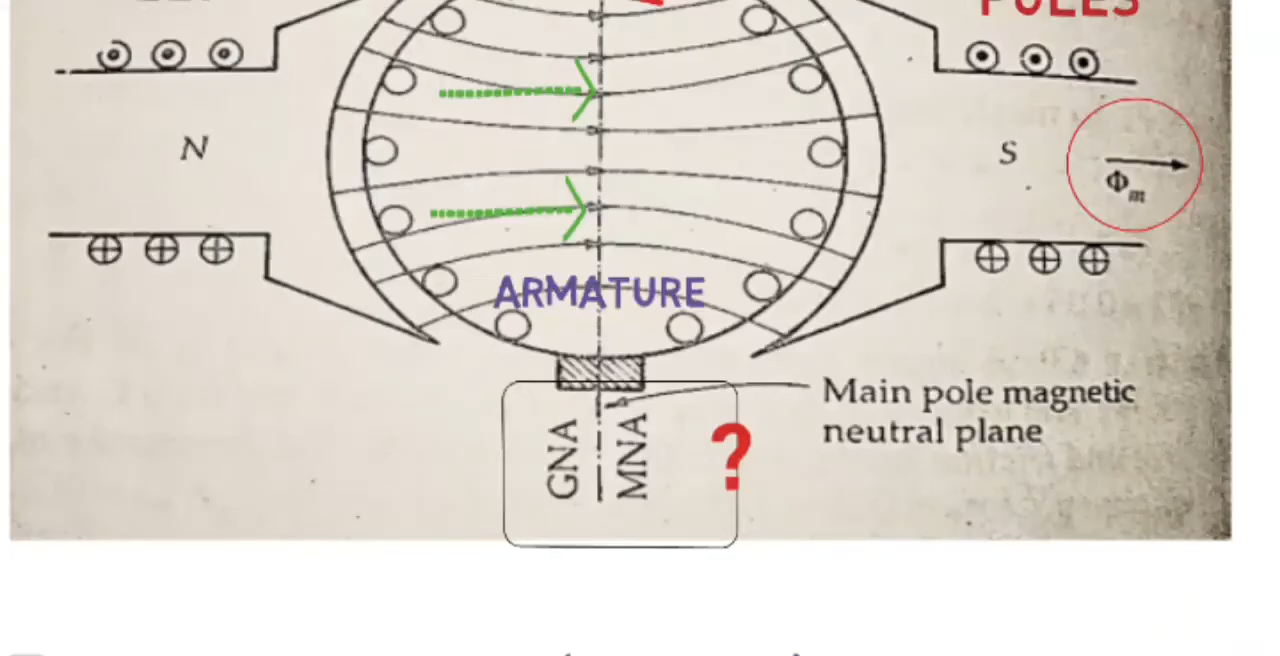 POLES
N
S
Φm
ARMATURE
Main pole magnetic
neutral plane
GNA
MNA
?